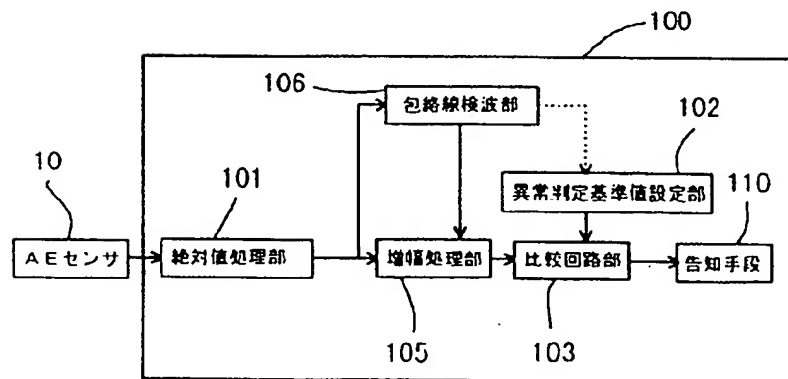 100
106
包絡線検波部
102
10
101
異常判定基準値設定部
110
AEセンサ
絶対値処理部
増幅処理部
比較回路部
告知手段
105
103